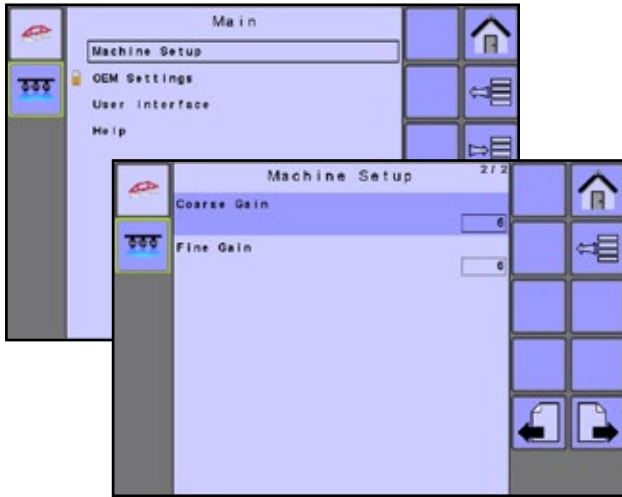 Main
Machine Setup
OEM Settings
User Interface
Help
Machine Setup 2/2
Coarse Gain
6
Fine Gain
6